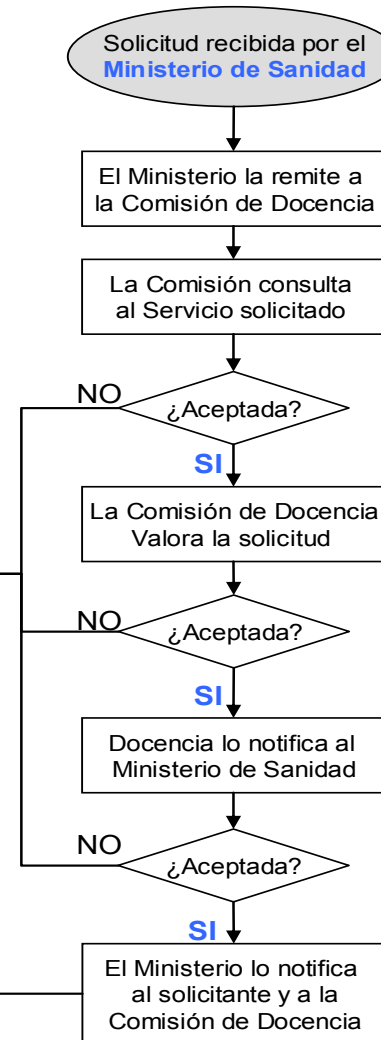 Solicitud recibida por el
Ministerio de Sanidad
El Ministerio la remite a
la Comisión de Docencia
La Comisión consulta
al Servicio solicitado
NO
¿Aceptada?
SI
La Comisión de Docencia
Valora la solicitud
NO
¿Aceptada?
SI
Docencia lo notifica al
Ministerio de Sanidad
NO
¿Aceptada?
SI
El Ministerio lo notifica
al solicitante y a la
Comisión de Docencia